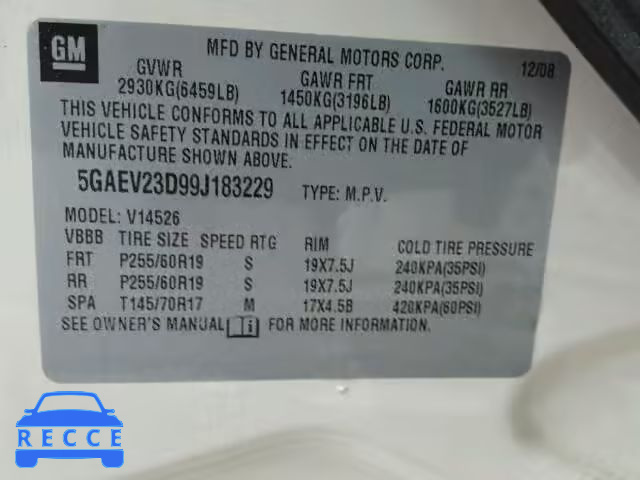 GM
MFD BY GENERAL MOTORS CORP.
12/08
GVWR
GAWR FRT
GAWR RR
2930KG(6459LB)
1450KG(3196LB)
1600KG(3527LB)
THIS VEHICLE CONFORMS TO ALL APPLICABLE U.S. FEDERAL MOTOR
VEHICLE SAFETY STANDARDS IN EFFECT ON THE DATE OF
MANUFACTURE SHOWN ABOVE.
5GAEV23D99J183229 TYPE: M.P.V.
MODEL: V14526
VBBB TIRE SIZE SPEED RTG RIM COLD TIRE PRESSURE
FRT P255/60R19 S 19X7.5J 240KPA(35PSI)
RR P255/60R19 S 19X7.5J 240KPA(35PSI)
SPA T145/70R17 M 17X4.5B 420KPA(60PSI)
SEE OWNER'S MANUAL i FOR MORE INFORMATION.
RECCE